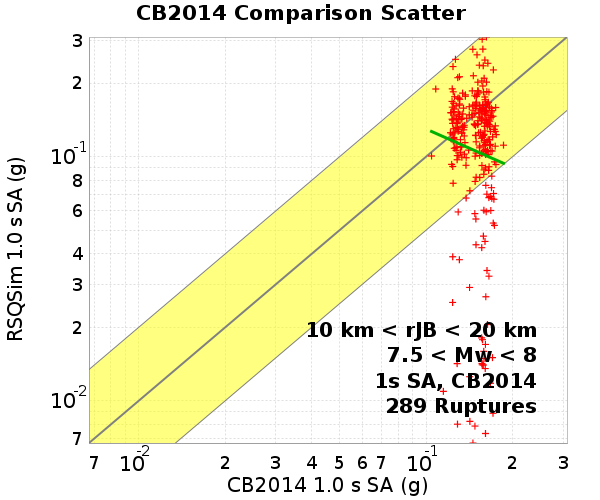 CB2014 Comparison Scatter
RSQSim 1.0 s SA (g)
3
2
10^-1
8
6
4
3
2
10^-2
7
10 km < rJB < 20 km
7.5 < Mw < 8
1s SA, CB2014
289 Ruptures
7 10^-2 2 3 4 5 6 7 10^-1 2 3
CB2014 1.0 s SA (g)